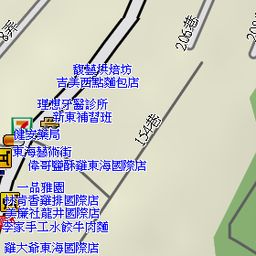 8弄
206巷
馥藝烘焙坊
吉美西點麵包店
理想牙醫診所
新東補習班
健安藥局
154巷
東海藝術街
偉哥鹽酥雞東海國際店
一品雅園
林肯香雞排國際店
美廉社龍井國際店
李家手工水餃牛肉麵
雞大爺東海國際店